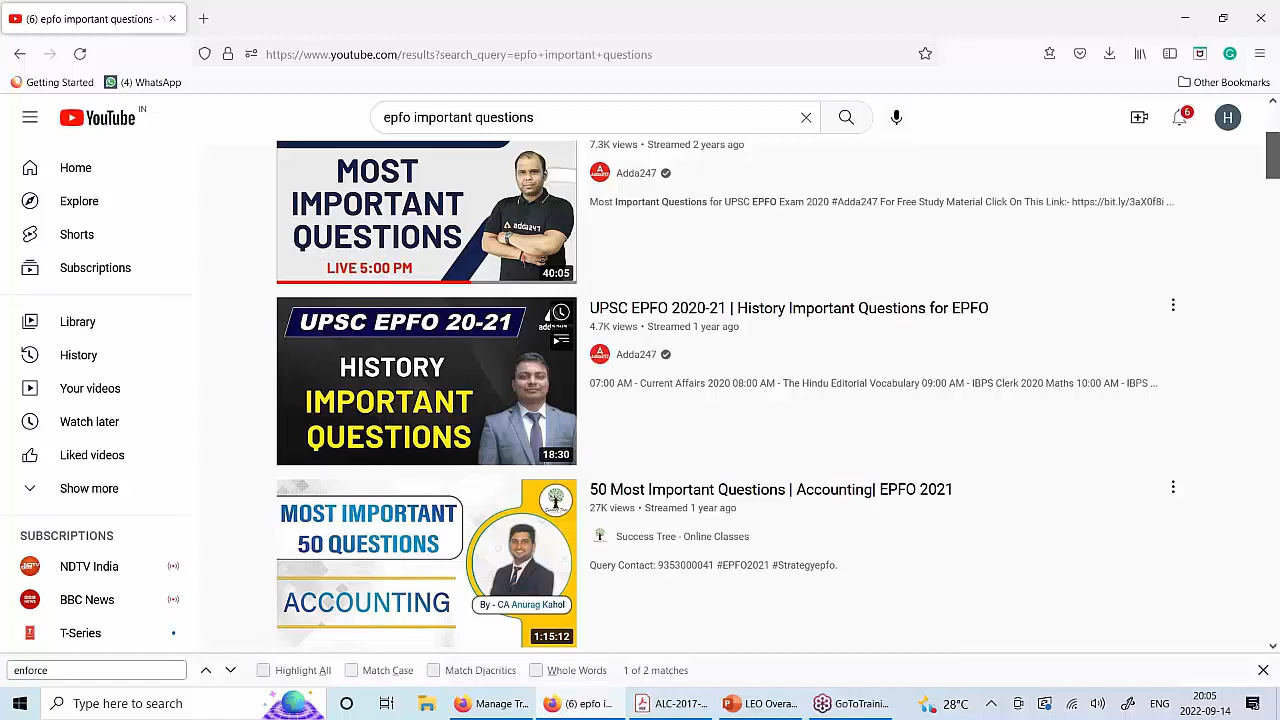 (6) epfo important questions -
https://www.youtube.com/results?search_query=epfo+important+questions
Getting Started
(4) WhatsApp
Other Bookmarks
YouTube IN
epfo important questions
6
H
Home
Explore
Shorts
Subscriptions
Library
History
Your videos
Watch later
Liked videos
Show more
SUBSCRIPTIONS
NDTV India
BBC News
T-Series
MOST
IMPORTANT
QUESTIONS
LIVE 5:00 PM
adda247
40:05
7.3K views • Streamed 2 years ago
Adda247
Most Important Questions for UPSC EPFO Exam 2020 #Adda247 For Free Study Material Click On This Link:- https://bit.ly/3aX0f8i ...
UPSC EPFO 20-21
HISTORY
IMPORTANT
QUESTIONS
18:30
UPSC EPFO 2020-21 | History Important Questions for EPFO
4.7K views • Streamed 1 year ago
Adda247
07:00 AM - Current Affairs 2020 08:00 AM - The Hindu Editorial Vocabulary 09:00 AM - IBPS Clerk 2020 Maths 10:00 AM - IBPS ...
MOST IMPORTANT
50 QUESTIONS
ACCOUNTING
By - CA Anurag Kahol
1:15:12
50 Most Important Questions | Accounting| EPFO 2021
27K views • Streamed 1 year ago
Success Tree - Online Classes
Query Contact: 9353000041 #EPFO2021 #Strategyepfo.
enforce
Highlight All
Match Case
Match Diacritics
Whole Words
1 of 2 matches
Type here to search
Manage Tr...
(6) epfo i...
ALC-2017-...
LEO Overa...
GoToTraini...
28°C
ENG
20:05
2022-09-14